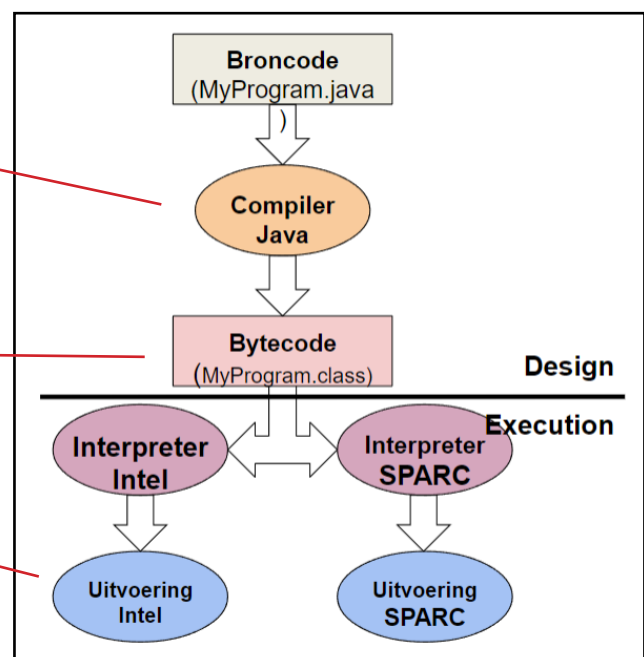 Broncode
(MyProgram.java
)
Compiler
Java
Bytecode
(MyProgram.class)
Design
Execution
Interpreter
Intel
Interpreter
SPARC
Uitvoering
Intel
Uitvoering
SPARC